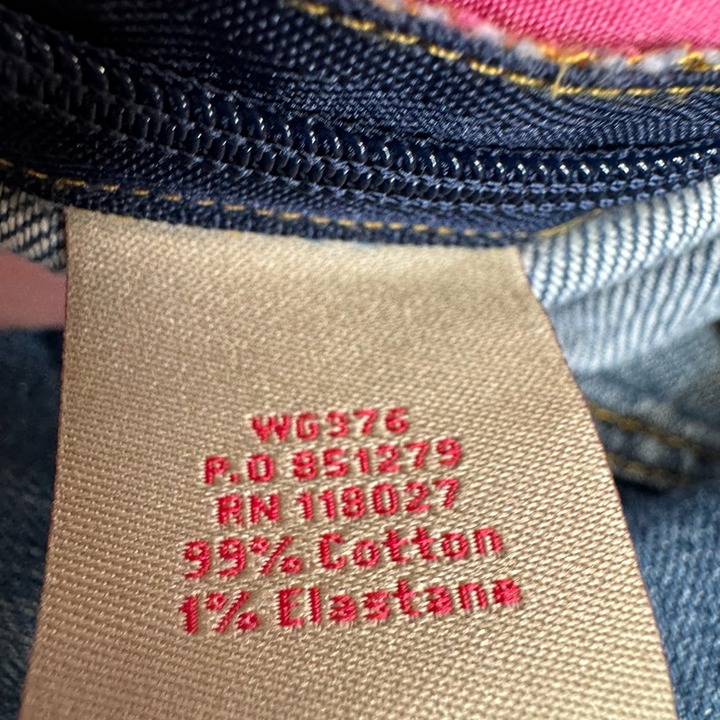 WG376
P.O 851279
RN 118027
99% Cotton
1% Elastane